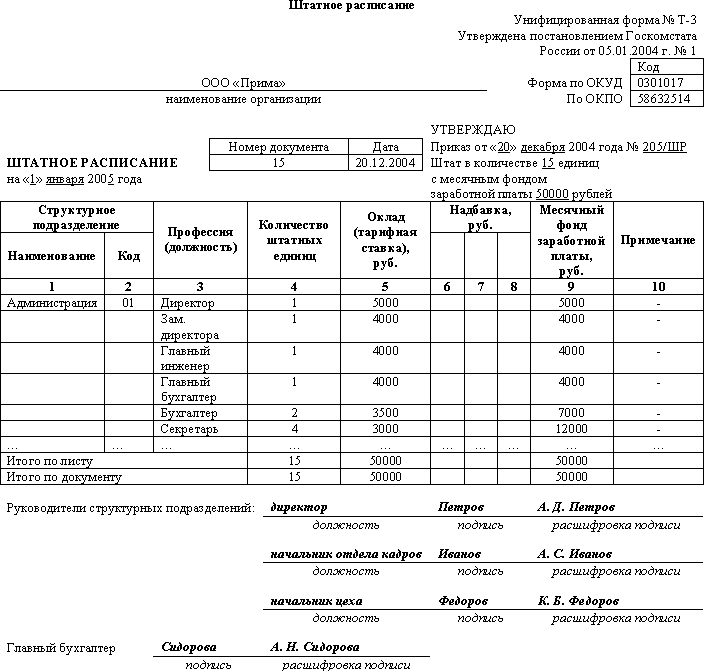 Штатное расписание
Унифицированная форма № Т-3
Утверждена постановлением Госкомстата
России от 05.01.2004 г. № 1
Код
ООО «Прима» Форма по ОКУД 0301017
наименование организации По ОКПО 58632514
УТВЕРЖДАЮ
Номер документа Дата Приказ от «20» декабря 2004 года № 205/ШР
ШТАТНОЕ РАСПИСАНИЕ 15 20.12.2004 Штат в количестве 15 единиц
на «1» января 2005 года с месячным фондом
заработной платы 50000 рублей
Структурное подразделение Профессия (должность) Количество штатных единиц Оклад (тарифная ставка), руб. Надбавка, руб. Месячный фонд заработной платы, руб. Примечание
Наименование Код
1 2 3 4 5 6 7 8 9 10
Администрация 01 Директор 1 5000 5000 -
Зам. директора 1 4000 4000 -
Главный инженер 1 4000 4000 -
Главный бухгалтер 1 4000 4000 -
Бухгалтер 2 3500 7000 -
Секретарь 4 3000 12000 -
... ... ... ... ... ... ... ... ... ...
Итого по листу 15 50000 50000
Итого по документу 15 50000 50000
Руководители структурных подразделений: директор Петров А. Д. Петров
должность подпись расшифровка подписи
начальник отдела кадров Иванов А. С. Иванов
должность подпись расшифровка подписи
начальник цеха Федоров К. Б. Федоров
должность подпись расшифровка подписи
Главный бухгалтер Сидорова А. Н. Сидорова
подпись расшифровка подписи